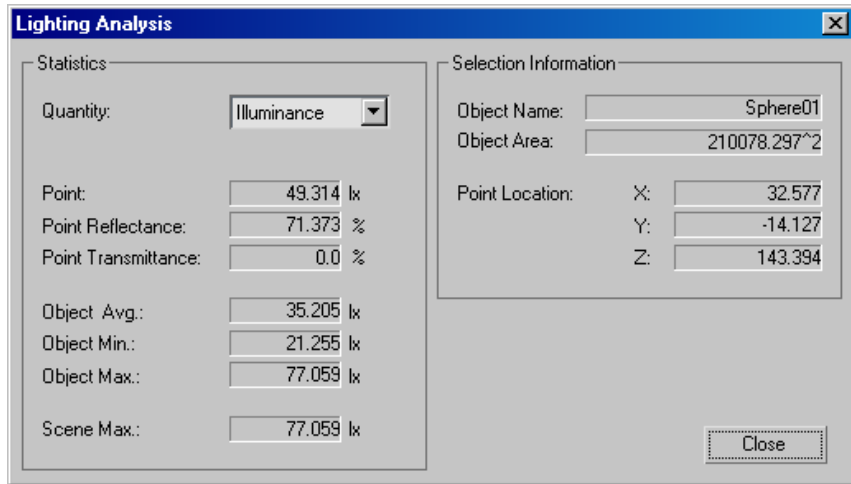 Lighting Analysis
Statistics
Quantity: Illuminance
Point: 49.314 lx
Point Reflectance: 71.373 %
Point Transmittance: 0.0 %
Object Avg.: 35.205 lx
Object Min.: 21.255 lx
Object Max.: 77.059 lx
Scene Max.: 77.059 lx
Selection Information
Object Name: Sphere01
Object Area: 210078.297^2
Point Location: X: 32.577
Y: -14.127
Z: 143.394
Close